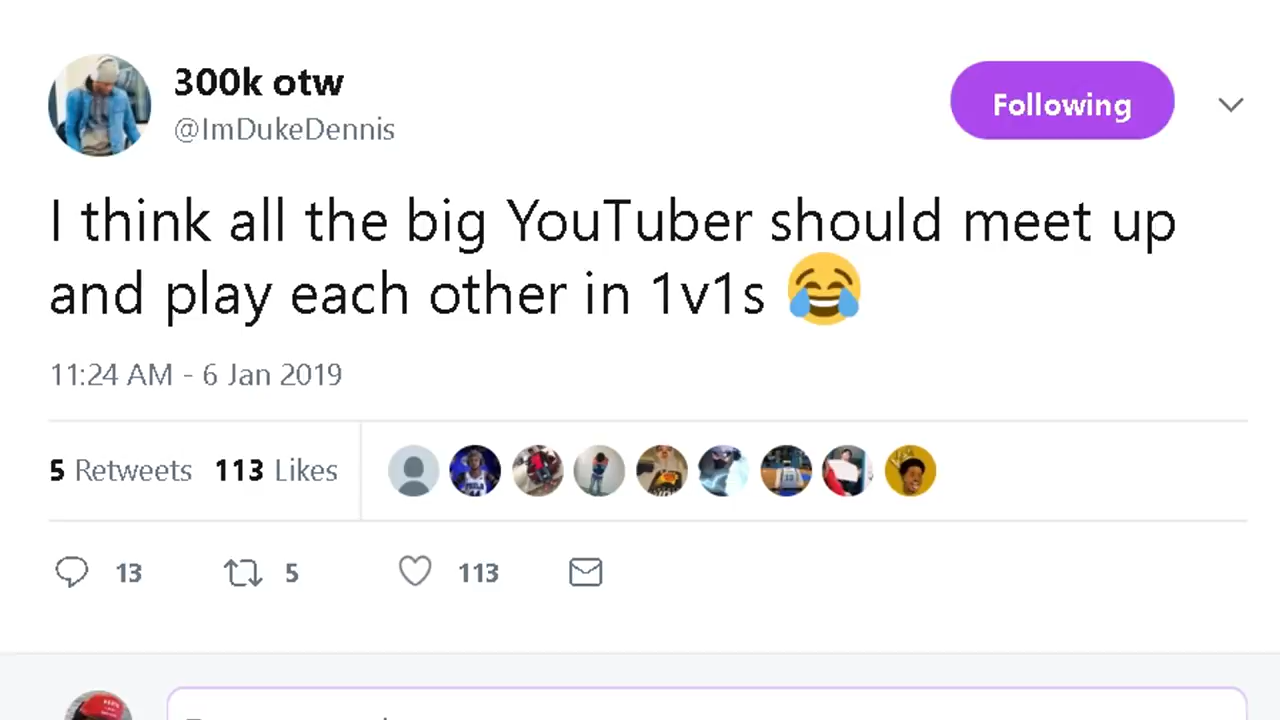 300k otw
@ImDukeDennis
Following
I think all the big YouTuber should meet up
and play each other in 1v1s 😂
11:24 AM - 6 Jan 2019
5 Retweets 113 Likes
13 5 113